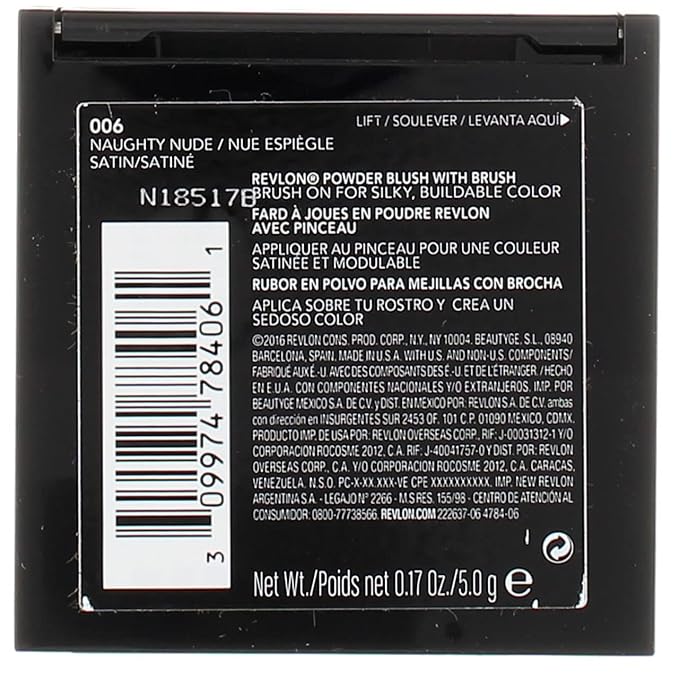 006
NAUGHTY NUDE / NUE ESPIÈGLE
SATIN/SATINÉ
LIFT / SOULEVER / LEVANTA AQUÍ
N18517B
REVLON® POWDER BLUSH WITH BRUSH
BRUSH ON FOR SILKY, BUILDABLE COLOR
FARD À JOUES EN POUDRE REVLON
AVEC PINCEAU
APPLIQUER AU PINCEAU POUR UNE COULEUR
SATINÉE ET MODULABLE
RUBOR EN POLVO PARA MEJILLAS CON BROCHA
APLICA SOBRE TU ROSTRO Y CREA UN
SEDOSO COLOR
©2016 REVLON CONS. PROD. CORP., N.Y., NY 10004. BEAUTYGE, S.L., 08940
BARCELONA, SPAIN. MADE IN U.S.A. WITH U.S. AND NON-U.S. COMPONENTS/
FABRIQUÉ AUX É.-U. AVEC DES COMPOSANTS DES É.-U. ET DE L'ÉTRANGER. / HECHO
EN E.U.A. CON COMPONENTES NACIONALES Y/O EXTRANJEROS. IMP. POR
BEAUTYGE MEXICO S.A. DE C.V. y DIST. EN MEXICO POR: REVLON S.A. DE C.V. ambas
con dirección en INSURGENTES SUR 2453 OF. 101 C.P. 01090 MEXICO, CDMX.
PRODUCTO IMP. DE USA POR: REVLON OVERSEAS CORP., RIF: J-00031312-1 Y/O
CORPORACION ROCOSME 2012, C.A. RIF: J-40041757-0 Y DIST POR: REVLON
OVERSEAS CORP., C.A. Y/O CORPORACION ROCOSME 2012, C.A. CARACAS,
VENEZUELA. N.S.O. PC-X-XX.XXX-VE CPE XXXXXXXXXX. IMP. NEW REVLON
ARGENTINA S.A. - LEGAJO Nº 2266 - M.S RES. 155/98 - CENTRO DE ATENCIÓN AL
CONSUMIDOR: 0800-77738566. REVLON.COM 222637-06 4784-06
3 09974 78406 1
Net Wt./Poids net 0.17 Oz./5.0 g e